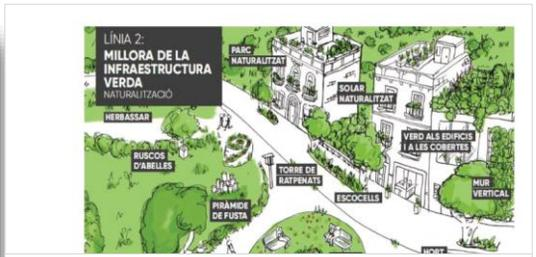 LÍNIA 2:
MILLORA DE LA
INFRAESTRUCTURA
VERDA
NATURALITZACIÓ
PARC
NATURALITZAT
SOLAR
NATURALITZAT
HERBASSAR
VERD ALS EDIFICIS
I A LES COBERTES
RUSCOS
D'ABELLES
TORRE DE
RATPENATS
MUR
VERTICAL
ESCOCELLS
PIRÀMIDE
DE FUSTA
HORT